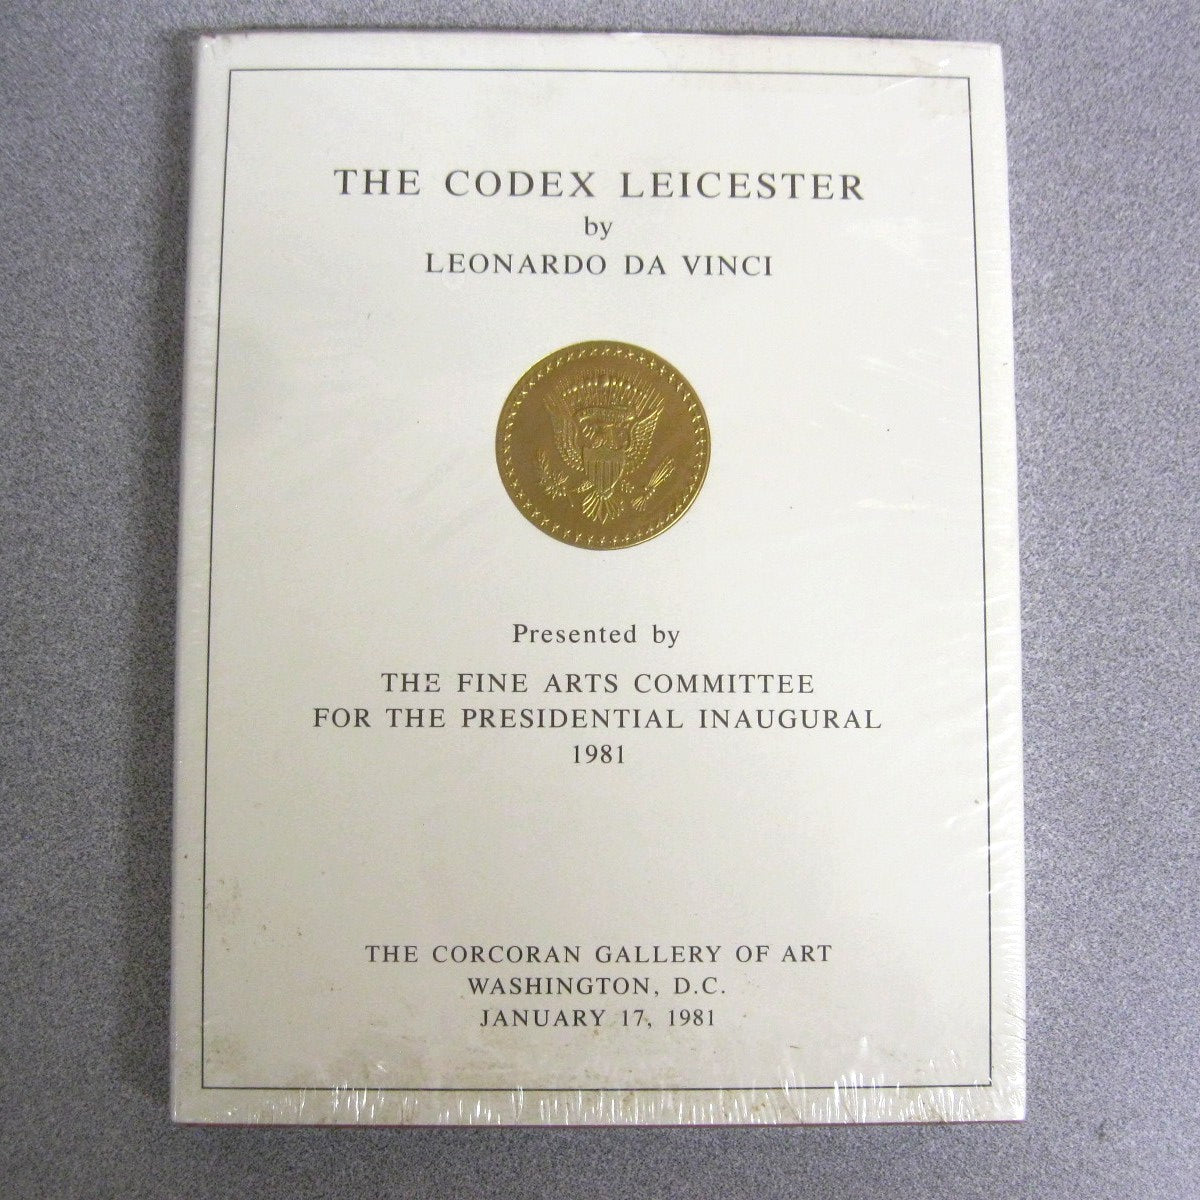 THE CODEX LEICESTER
by
LEONARDO DA VINCI
Presented by
THE FINE ARTS COMMITTEE
FOR THE PRESIDENTIAL INAUGURAL
1981
THE CORCORAN GALLERY OF ART
WASHINGTON, D.C.
JANUARY 17, 1981